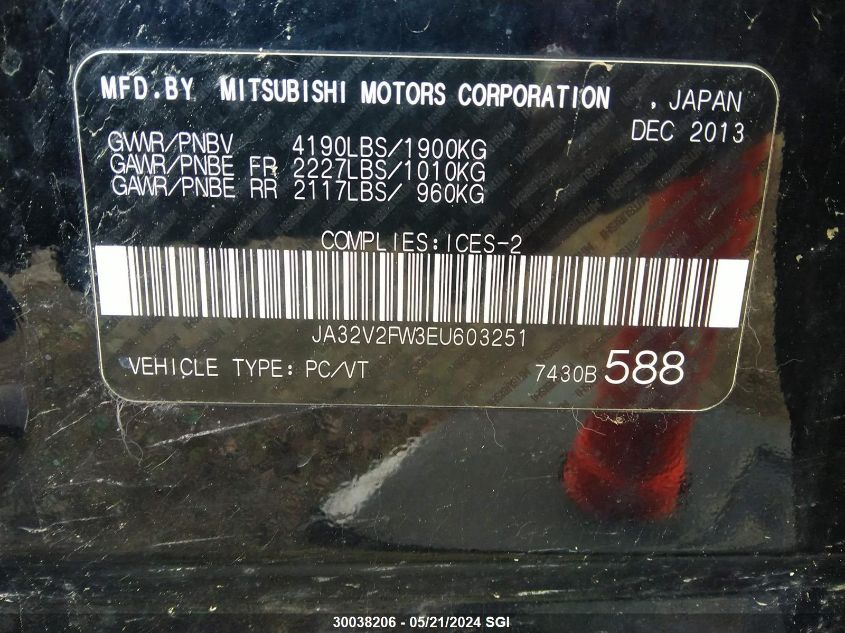 MFD.BY MITSUBISHI MOTORS CORPORATION , JAPAN
DEC 2013
GVWR/PNBV 4190LBS/1900KG
GAWR/PNBE FR 2227LBS/1010KG
GAWR/PNBE RR 2117LBS/ 960KG
COMPLIES:ICES-2
JA32V2FW3EU603251
VEHICLE TYPE: PC/VT 7430B 588
30038206 - 05/21/2024 SGI